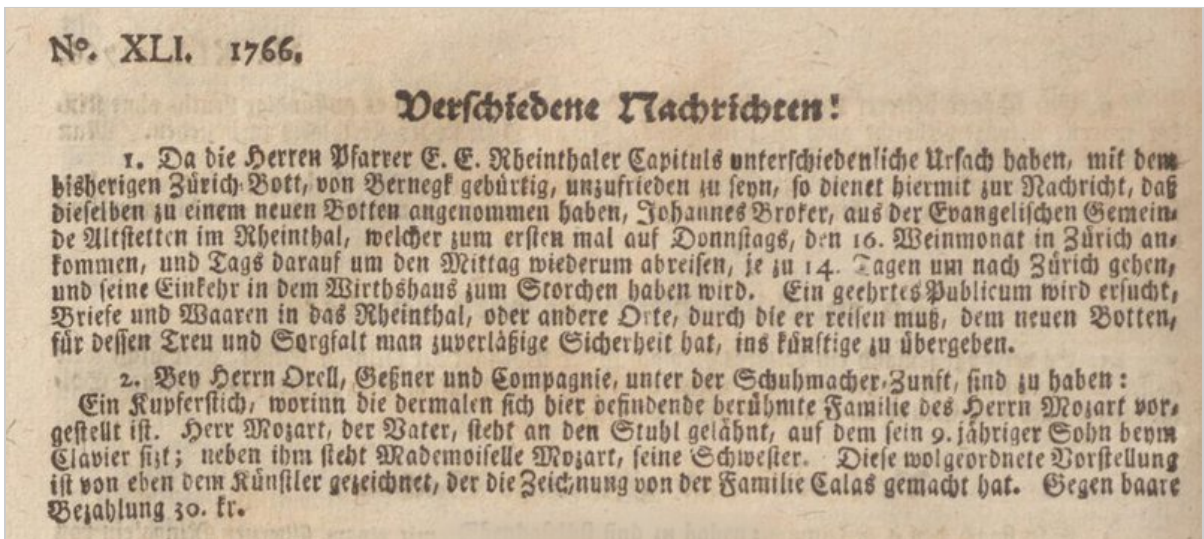 Nº. XLI. 1766.
Verschiedene Nachrichten!
1. Da die Herren Pfarrer E. E. Rheinthaler Capituls unterschiedenliche Ursach haben, mit dem
bisherigen Zürich-Bott, von Bernegk gebürtig, unzufrieden zu seyn, so dienet hiermit zur Nachricht, daß
dieselben zu einem neuen Botten angenommen haben, Johannes Broker, aus der Evangelischen Gemein-
de Altstetten im Rheinthal, welcher zum ersten mal auf Donnstags, den 16. Weinmonat in Zürich an-
kommen, und Tags darauf um den Mittag wiederum abreisen, je zu 14. Tagen um nach Zürich gehen,
und seine Einkehr in dem Wirthshaus zum Storchen haben wird. Ein geehrtes Publicum wird ersucht,
Briefe und Waaren in das Rheinthal, oder andere Orte, durch die er reisen muß, dem neuen Botten,
für dessen Treu und Sorgfalt man zuverläßige Sicherheit hat, ins künftige zu übergeben.
2. Bey Herrn Orell, Geßner und Compagnie, unter der Schuhmacher-Zunft, sind zu haben:
Ein Kupferstich, worinn die dermalen sich hier befindende berühmte Familie des Herrn Mozart vor-
gestellt ist. Herr Mozart, der Vater, steht an den Stuhl gelähnt, auf dem sein 9. jähriger Sohn beym
Clavier sizt; neben ihm steht Mademoiselle Mozart, seine Schwester. Diese wolgeordnete Vorstellung
ist von eben dem Künstler gezeichnet, der die Zeichnung von der Familie Calas gemacht hat. Gegen baare
Bezahlung 30. kr.